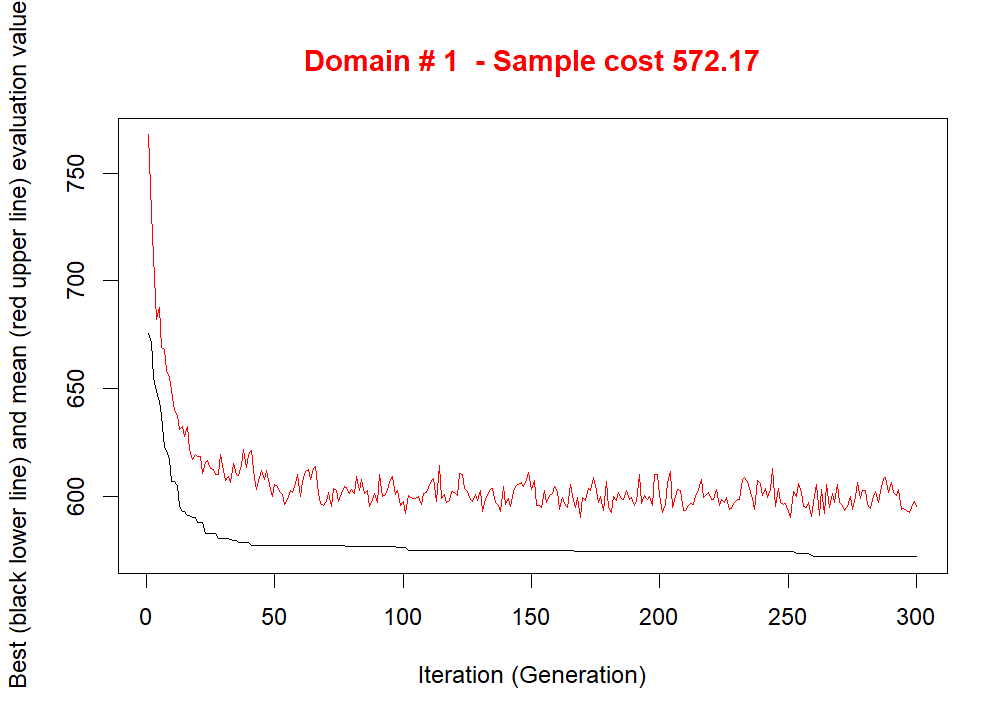 Domain # 1  - Sample cost 572.17
Best (black lower line) and mean (red upper line) evaluation value
750
700
650
600
0 50 100 150 200 250 300
Iteration (Generation)